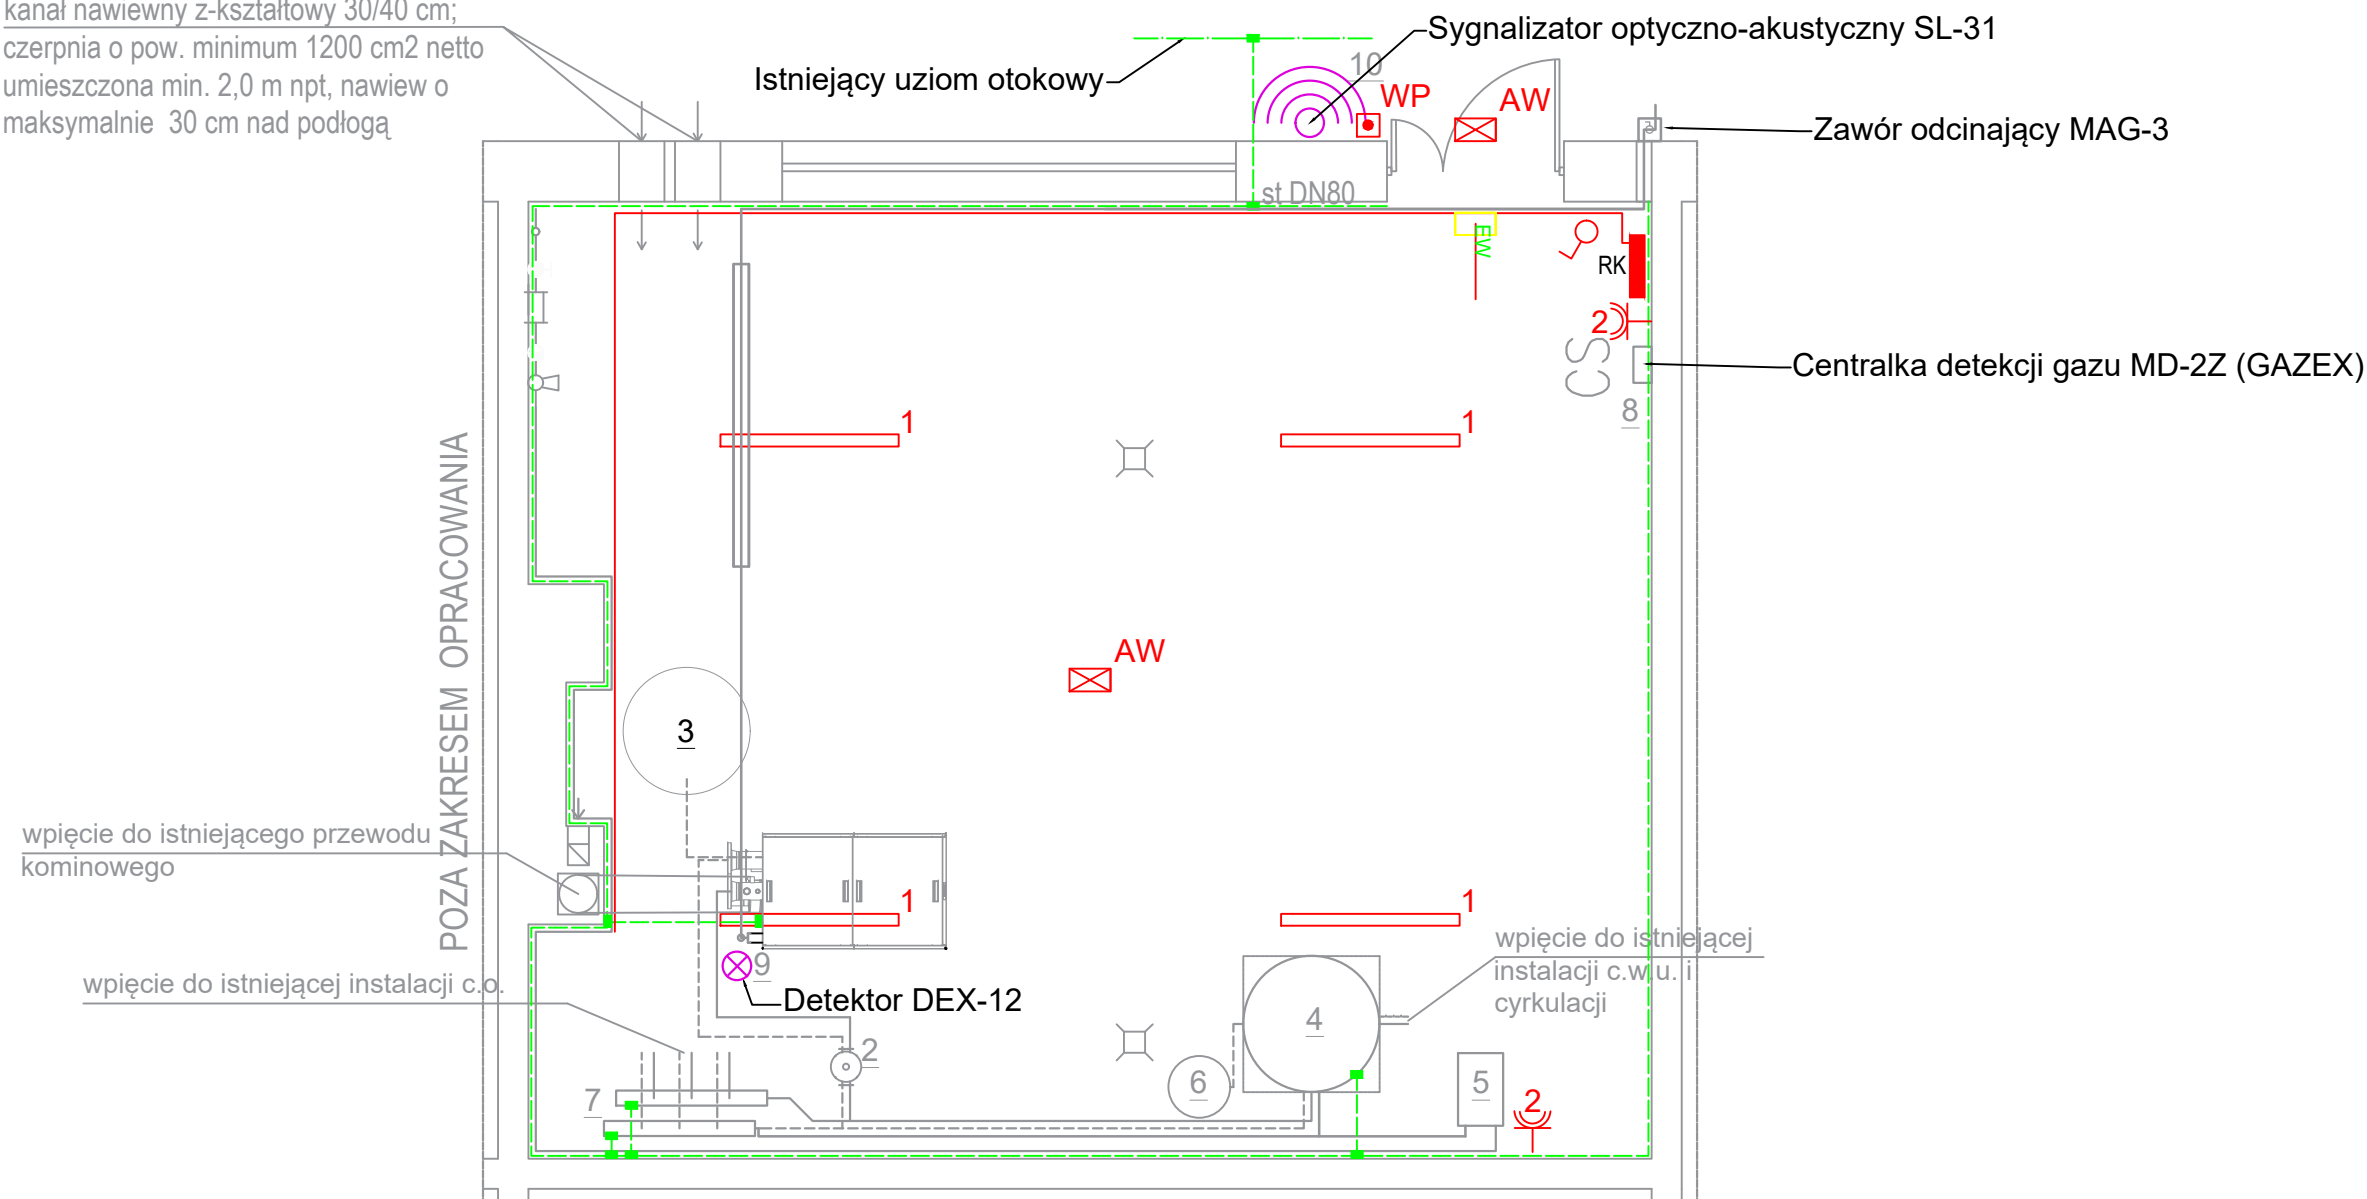 kanał nawiewny z-kształtowy 30/40 cm;
czerpnia o pow. minimum 1200 cm2 netto
umieszczona min. 2,0 m npt, nawiew o
maksymalnie 30 cm nad podłogą
Istniejący uziom otokowy
Sygnalizator optyczno-akustyczny SL-31
10
WP
AW
Zawór odcinający MAG-3
st DN80
EW
RK
2
CS
Centralka detekcji gazu MD-2Z (GAZEX)
8
1
1
POZA ZAKRESEM OPRACOWANIA
AW
3
wpięcie do istniejącego przewodu
kominowego
1
1
wpięcie do istniejącej instalacji c.o.
9
Detektor DEX-12
wpięcie do istniejącej
instalacji c.w.u. i
cyrkulacji
4
2
6
5
7
2